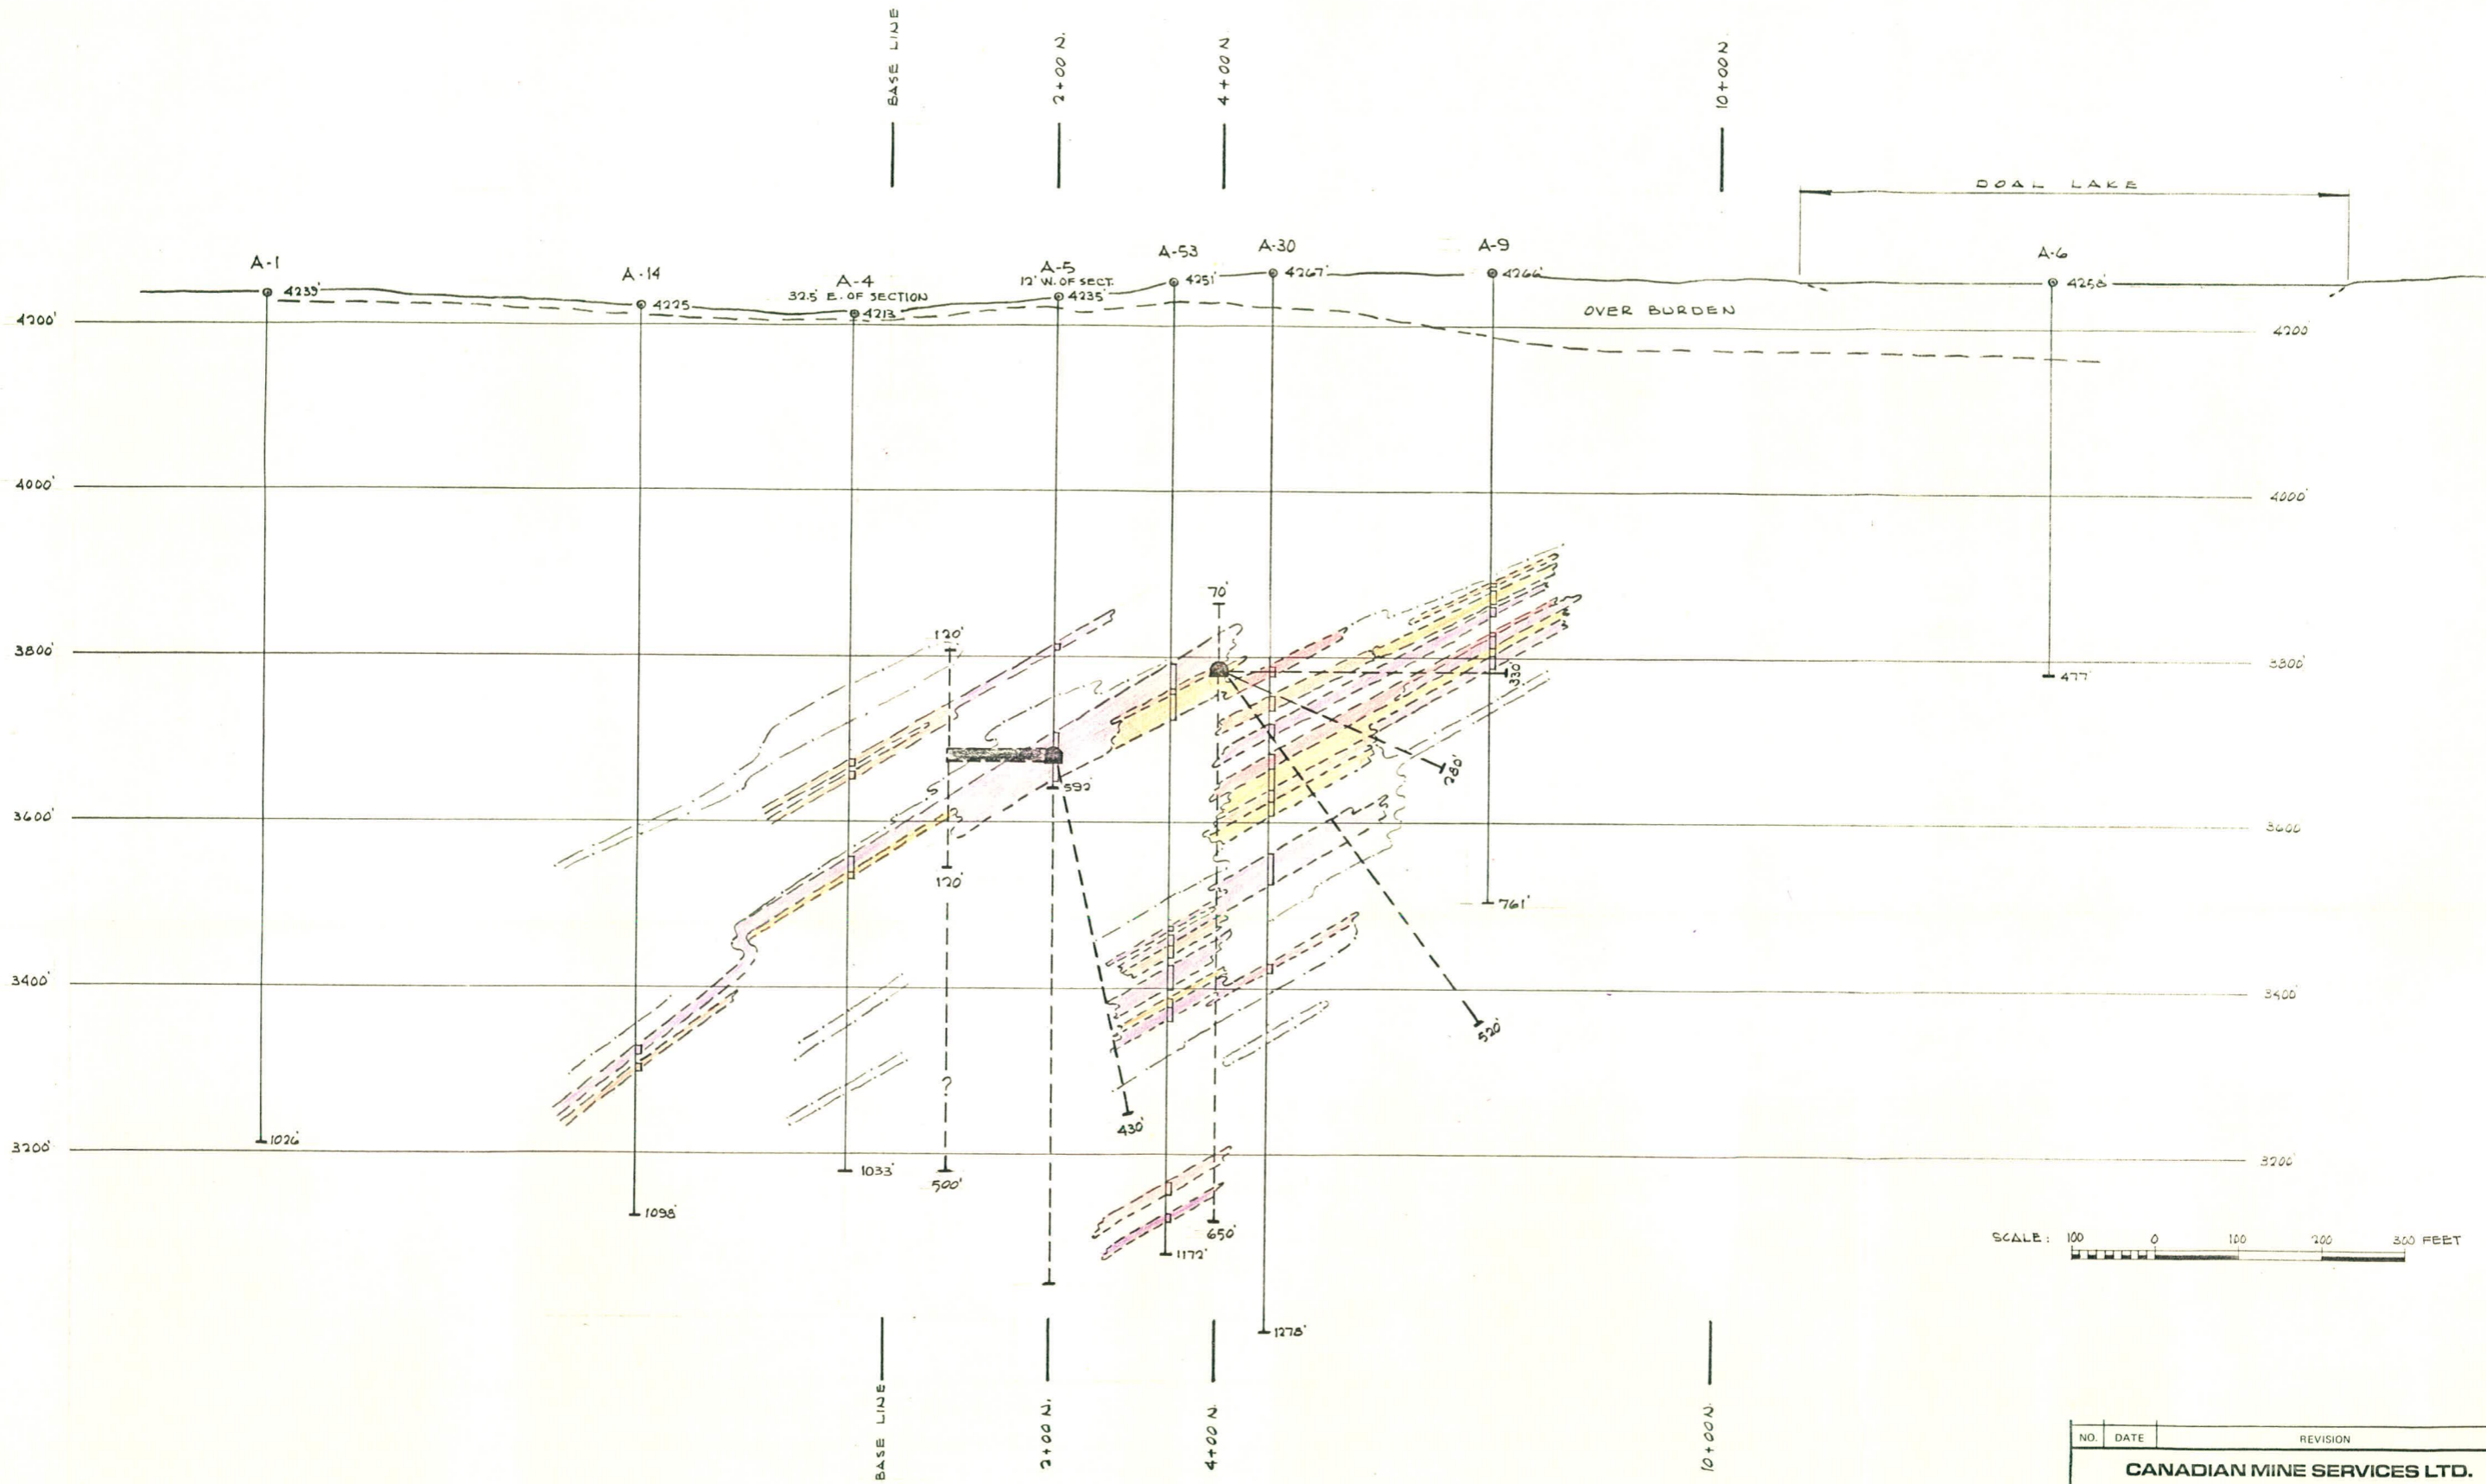 BASE LINE
2+00 N.
4+00 N
10+00 N
DOAL LAKE
A-1
A-14
A-4
32.5' E. OF SECTION
A-5
12' W. OF SECT.
A-53
A-30
A-9
A-6
4239'
4225
4213
4235'
4251'
4267'
4266'
4258'
OVER BURDEN
4200'
4200'
4000'
4000'
70'
120'
3800'
3800'
330'
477'
280'
592'
3600'
3600
120'
761'
3400'
3400'
520'
?
430'
1026'
3200'
3200'
1033'
500'
1098'
650'
1172'
SCALE: 100 0 100 200 300 FEET
1278'
BASE LINE
2+00 N.
4+00 N
10+00 N.
NO. DATE REVISION
CANADIAN MINE SERVICES LTD.